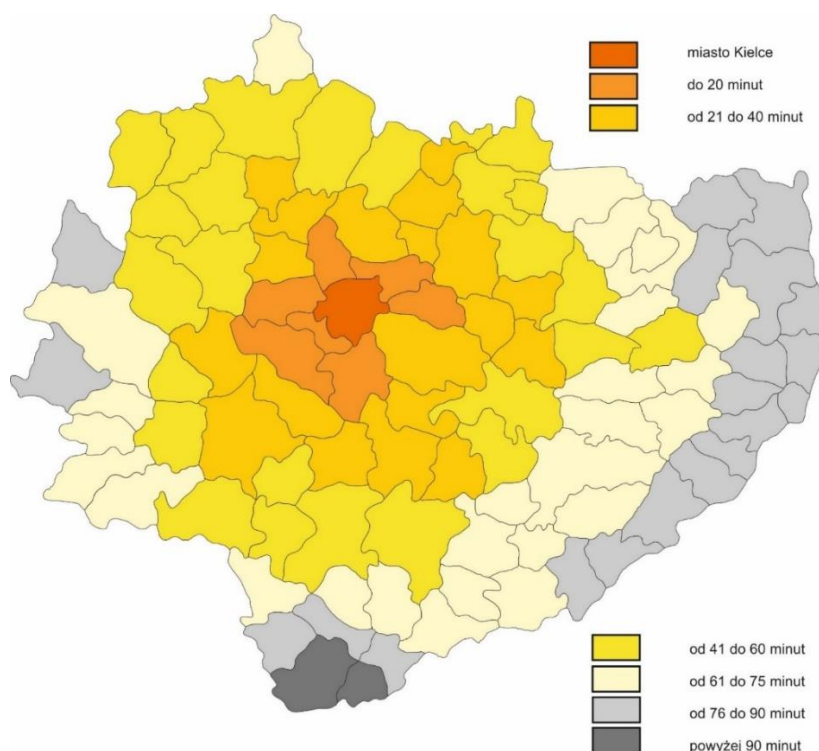 miasto Kielce
do 20 minut
od 21 do 40 minut
od 41 do 60 minut
od 61 do 75 minut
od 76 do 90 minut
powyżej 90 minut